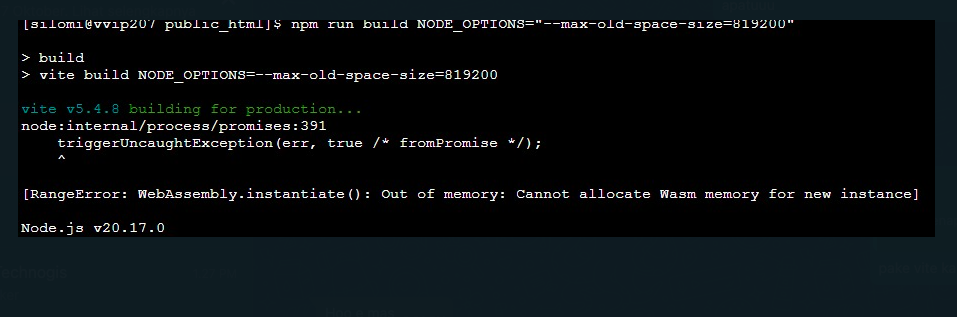 [silomi@vvip207 public_html]$ npm run build NODE_OPTIONS="--max-old-space-size=819200"
> build
> vite build NODE_OPTIONS=--max-old-space-size=819200
vite v5.4.8 building for production...
node:internal/process/promises:391
triggerUncaughtException(err, true /* fromPromise */);
^
[RangeError: WebAssembly.instantiate(): Out of memory: Cannot allocate Wasm memory for new instance]
Node.js v20.17.0